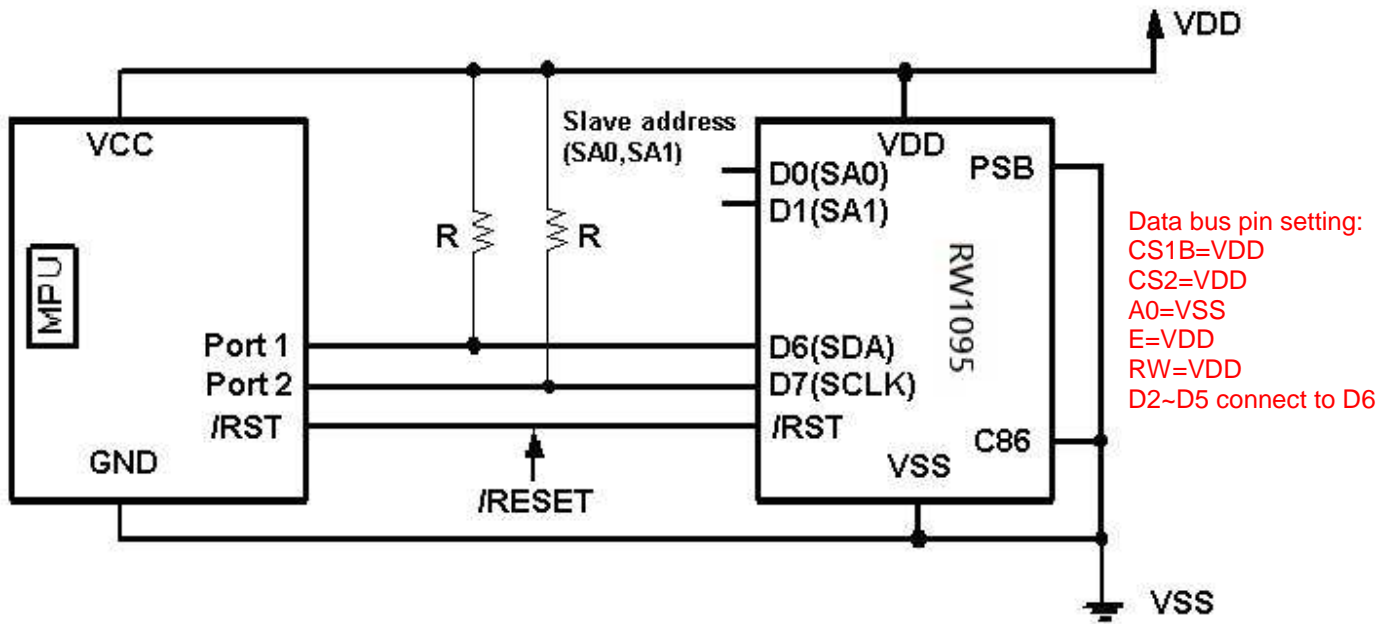 VDD
VCC
Slave address
(SA0,SA1)
VDD
PSB
D0(SA0)
D1(SA1)
R
R
MPU
RW1095
Data bus pin setting:
CS1B=VDD
CS2=VDD
A0=VSS
E=VDD
RW=VDD
D2~D5 connect to D6
Port 1
D6(SDA)
Port 2
D7(SCLK)
/RST
/RST
C86
GND
VSS
/RESET
VSS